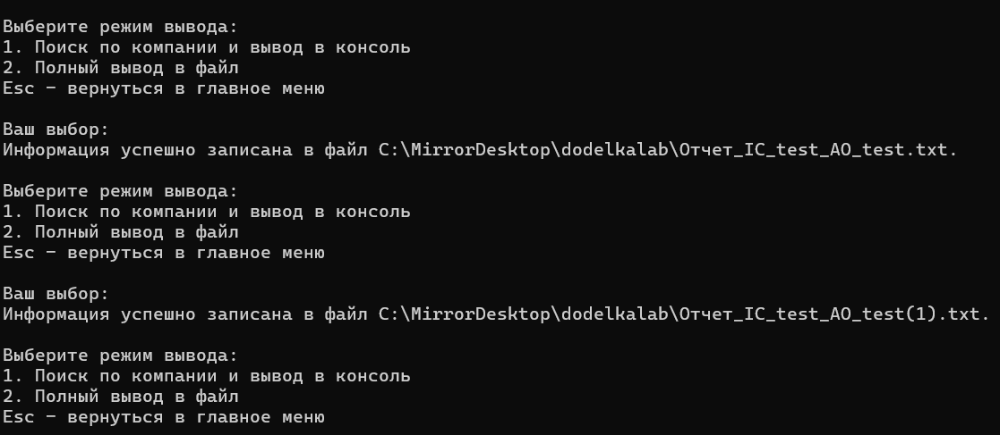 Выберите режим вывода:
1. Поиск по компании и вывод в консоль
2. Полный вывод в файл
Esc – вернуться в главное меню
Ваш выбор:
Информация успешно записана в файл C:\MirrorDesktop\dodelkalab\Отчет_IC_test_AO_test.txt.
Выберите режим вывода:
1. Поиск по компании и вывод в консоль
2. Полный вывод в файл
Esc – вернуться в главное меню
Ваш выбор:
Информация успешно записана в файл C:\MirrorDesktop\dodelkalab\Отчет_IC_test_AO_test(1).txt.
Выберите режим вывода:
1. Поиск по компании и вывод в консоль
2. Полный вывод в файл
Esc – вернуться в главное меню